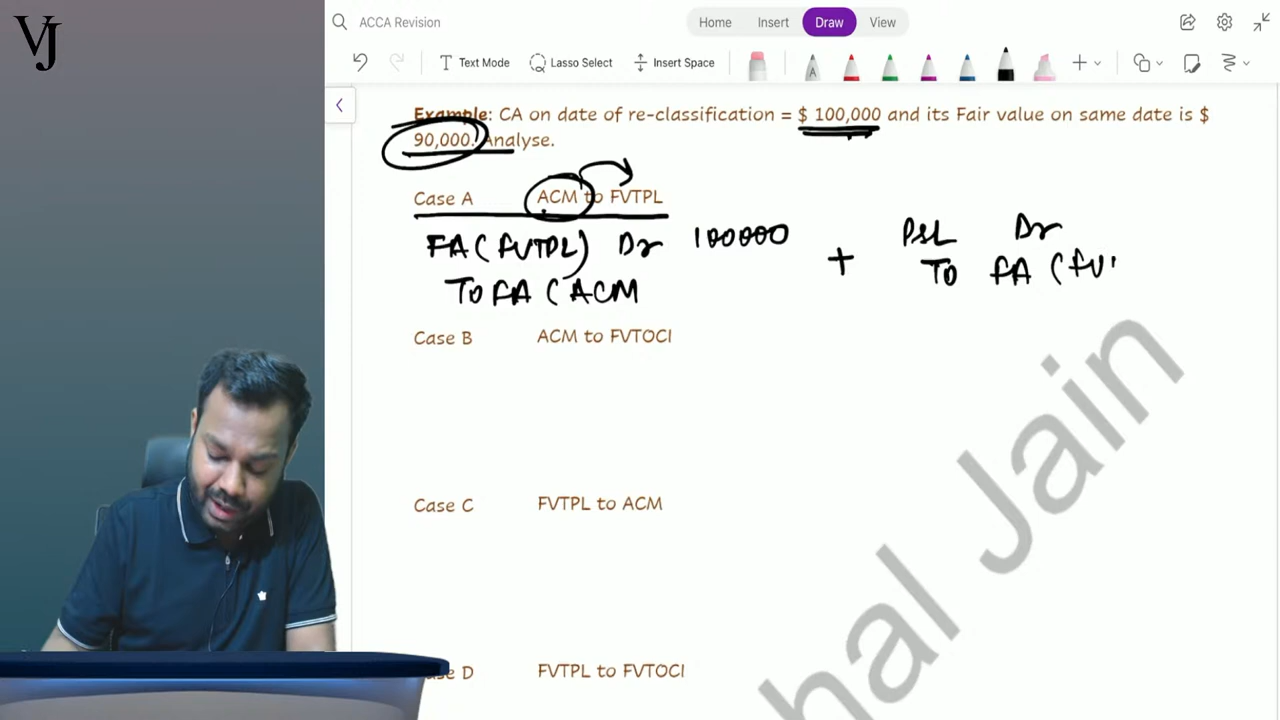 VJ
ACCA Revision
Home Insert Draw View
Text Mode Lasso Select Insert Space
Example: CA on date of re-classification = $ 100,000 and its Fair value on same date is $
90,000. Analyse.
Case A ACM to FVTPL
FA (FVTPL) Dr 100000
To FA (ACM
+
P&L Dr
To FA (FV
Case B ACM to FVTOCI
Case C FVTPL to ACM
se D FVTPL to FVTOCI
hal Jain